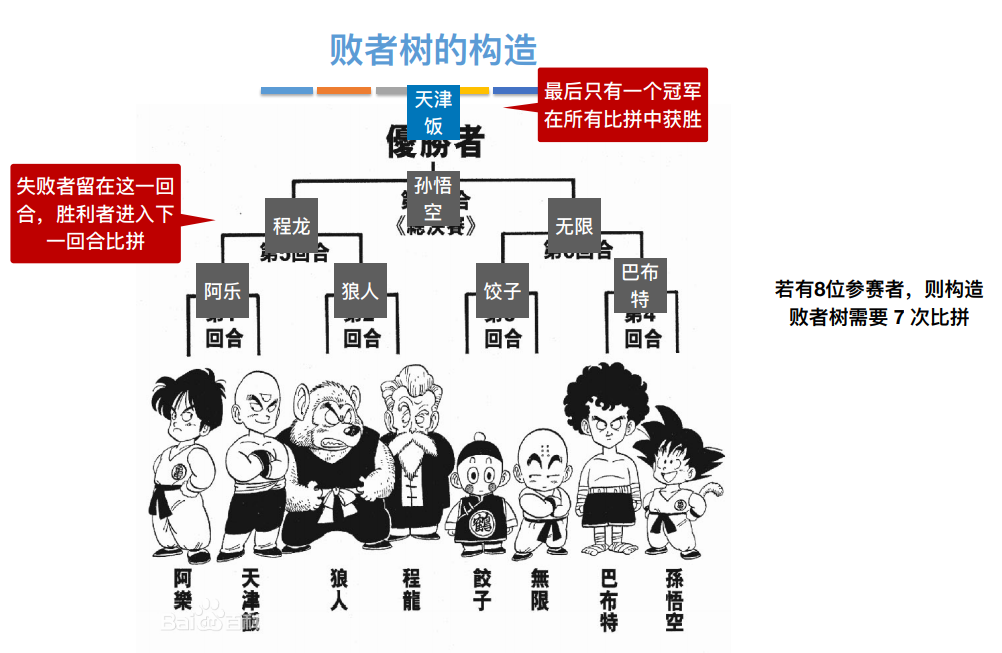 败者树的构造
天津
饭
最后只有一个冠军
在所有比拼中获胜
優勝者
失败者留在这一回
合，胜利者进入下
一回合比拼
孙悟
空
合
《總決賽》
程龙
无限
第5回合
第6回合
阿乐
狼人
饺子
巴布
特
若有8位参赛者，则构造
败者树需要 7 次比拼
第1
回合
第2
回合
第3
回合
第4
回合
阿樂
天津飯
狼人
程龍
餃子
無限
巴布特
孫悟空
鶴
Bai百科